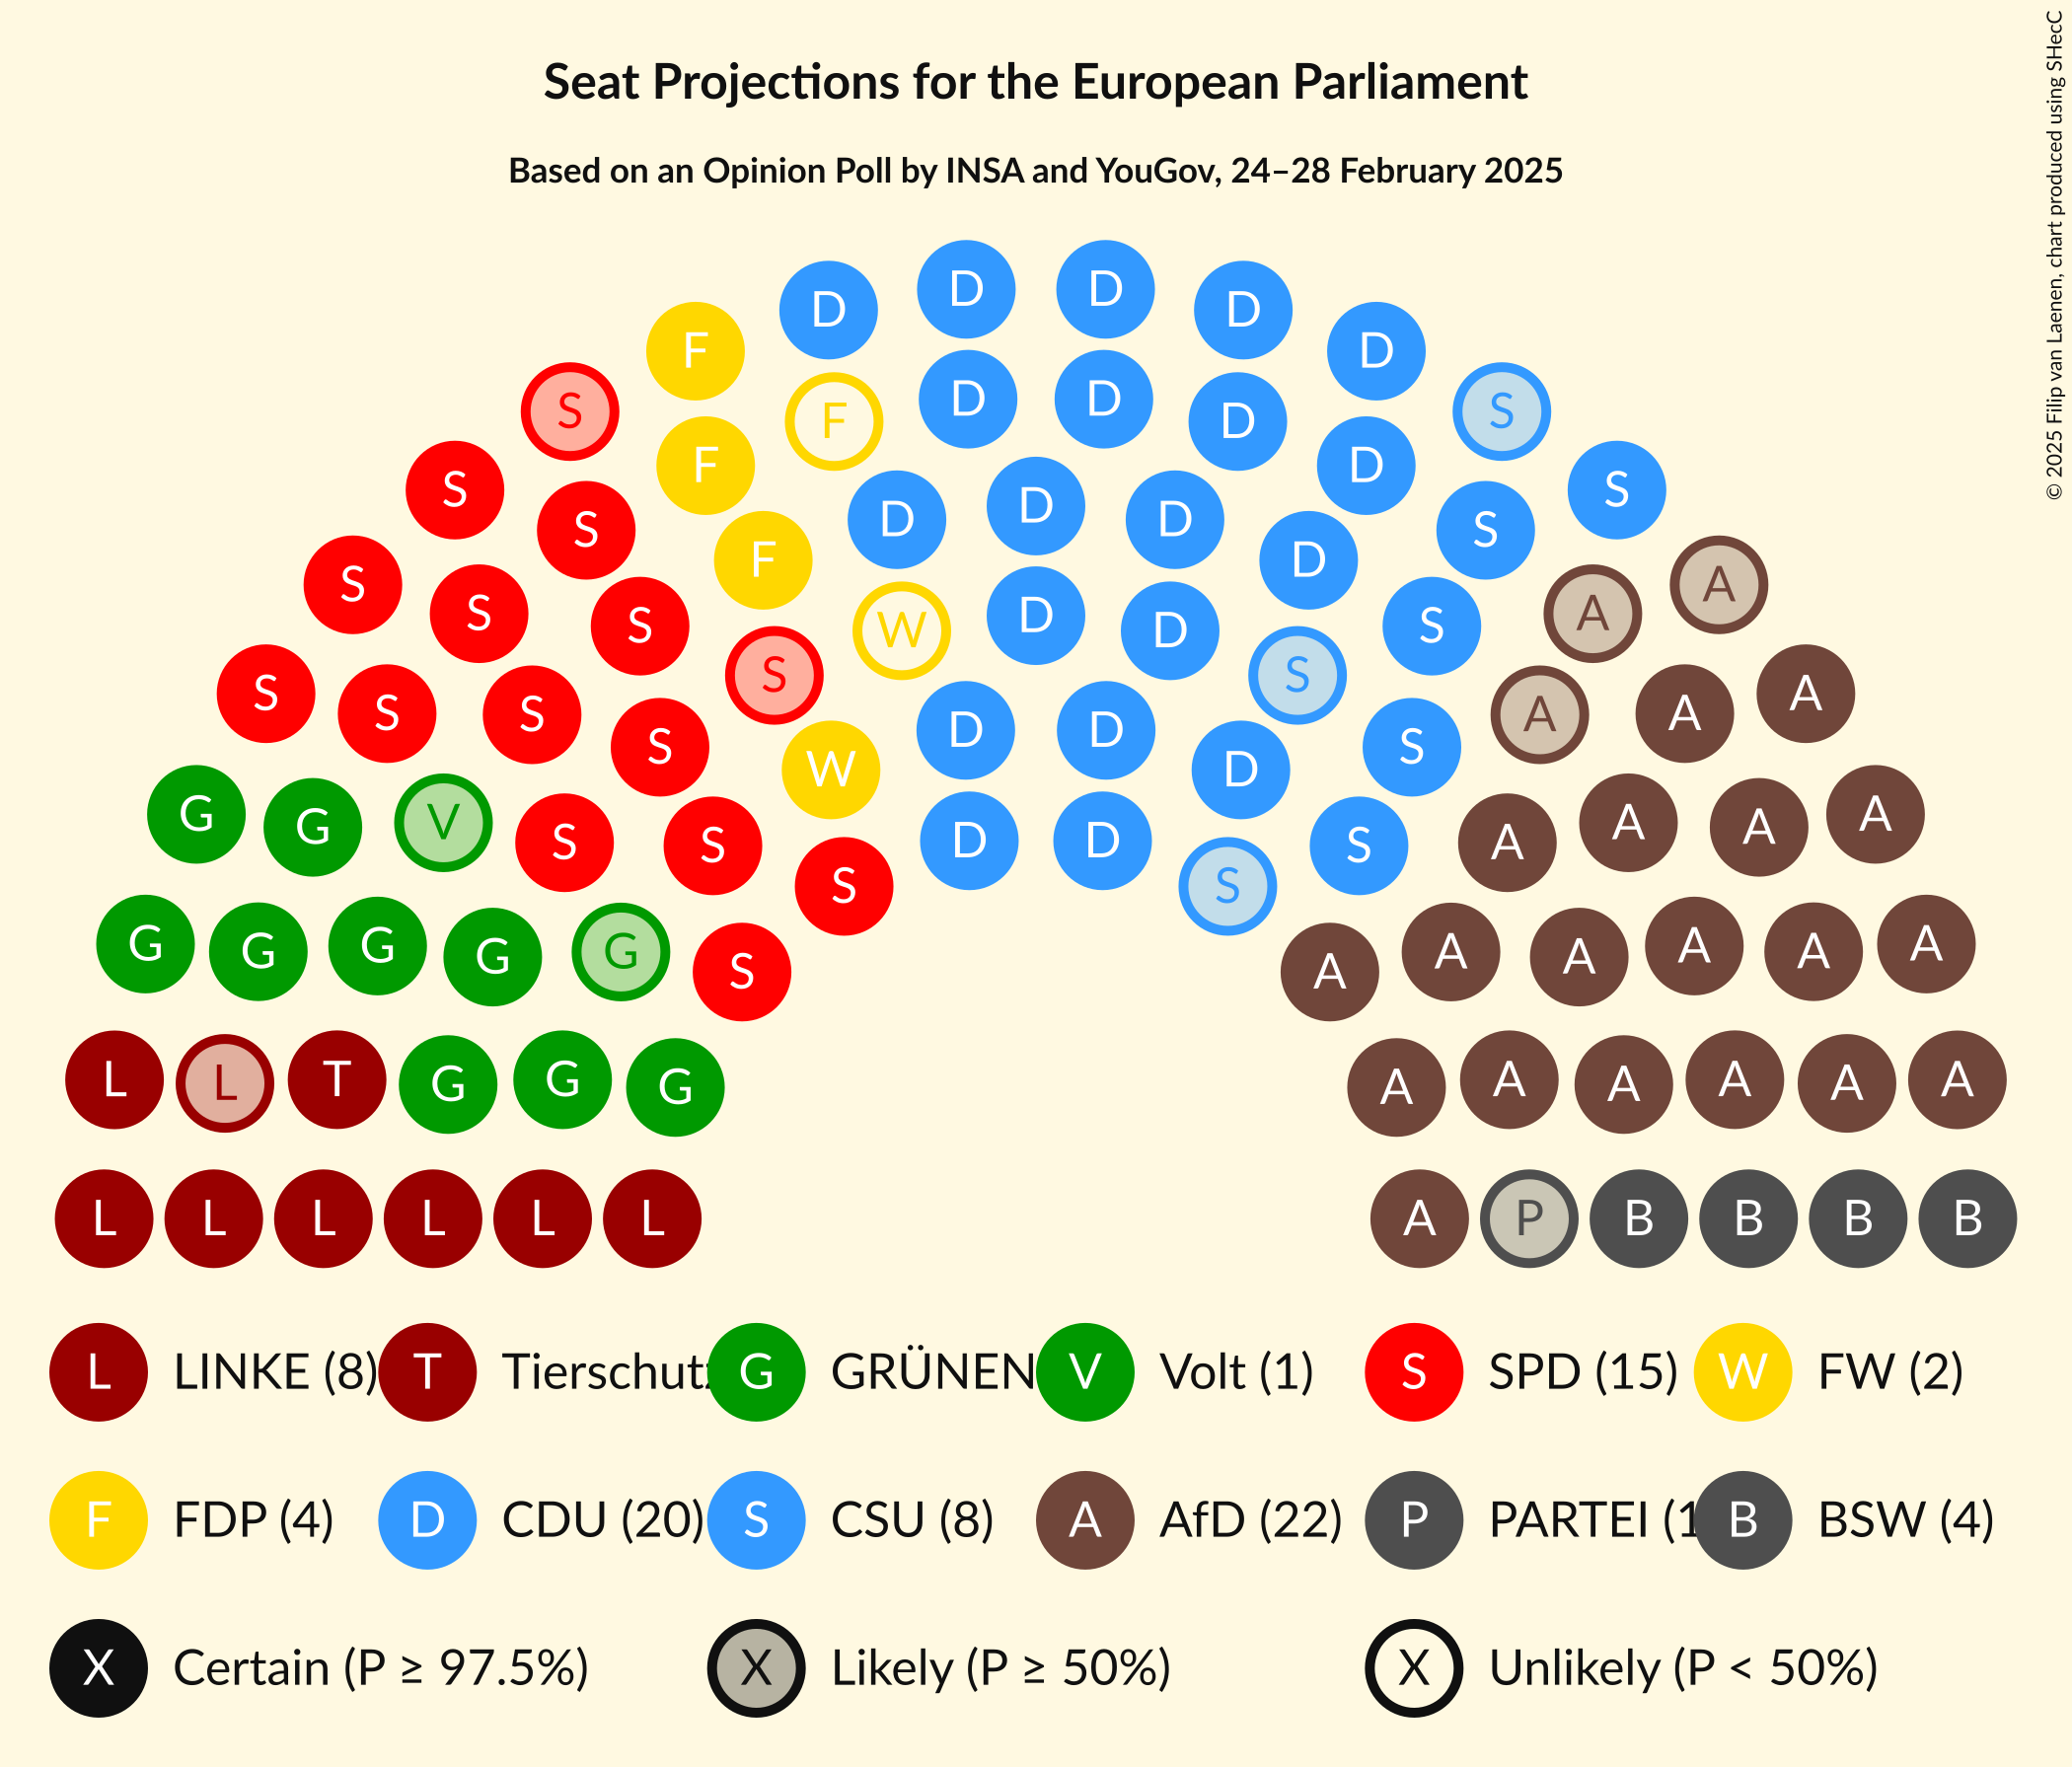 Seat Projections for the European Parliament
Based on an Opinion Poll by INSA and YouGov, 24–28 February 2025
© 2025 Filip van Laenen, chart produced using SHecC
D D
D D
F D
D D
S S
F D
F D
S S
D
D D
S S
F D
S A
S D A
S S
W D
S S
S A
S S A A
D D
S S
W D
G A
G V A A
D D
S S S A
S S
G G G G G A A A A A
S A
L L T G G G A A A A A A
L L L L L L A P B B B B
L LINKE (8) T Tierschutz G GRÜNEN V Volt (1) S SPD (15) W FW (2)
F FDP (4) D CDU (20) S CSU (8) A AfD (22) P PARTEI (1 B BSW (4)
X Certain (P ≥ 97.5%) X Likely (P ≥ 50%) X Unlikely (P < 50%)